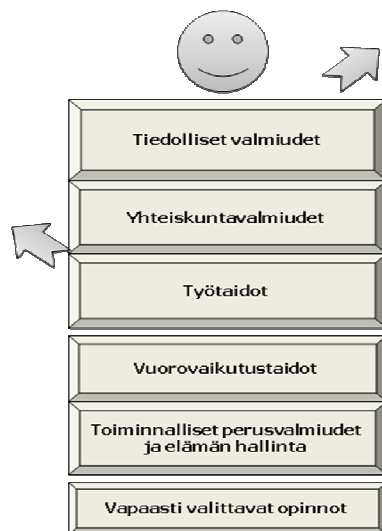 Tiedolliset valmiudet
Yhteiskuntavalmiudet
Työtaidot
Vuorovaikutustaidot
Toiminnalliset perusvalmiudet
ja elämän hallinta
Vapaasti valittavat opinnot